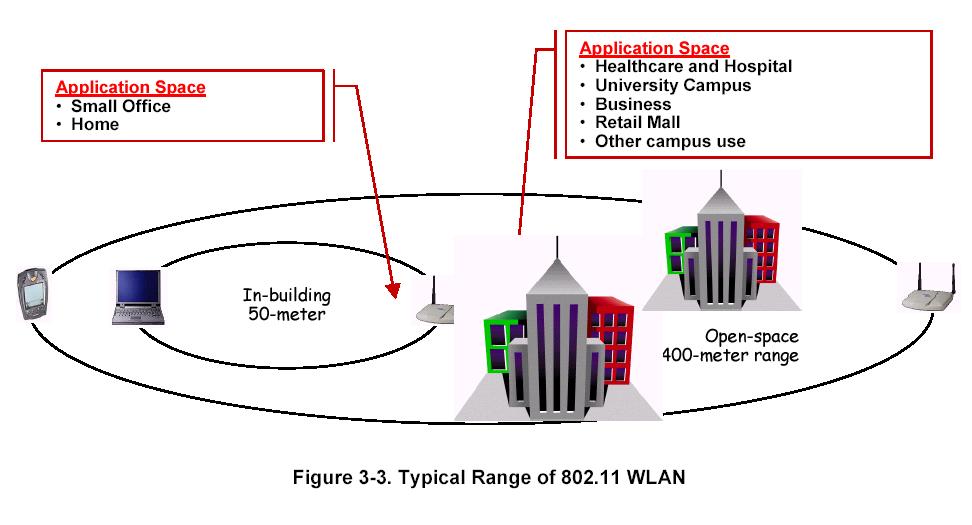 Application Space
• Small Office
• Home
Application Space
• Healthcare and Hospital
• University Campus
• Business
• Retail Mall
• Other campus use
In-building
50-meter
Open-space
400-meter range
Figure 3-3. Typical Range of 802.11 WLAN